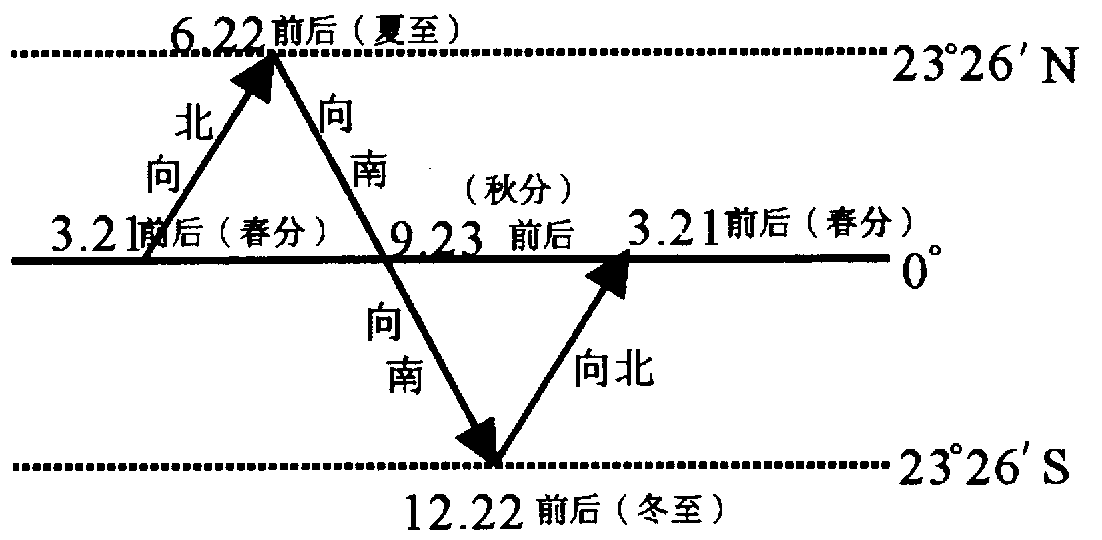 6.22前后（夏至）
23°26′N
向北
向南
3.21前后（春分）
（秋分）
9.23 前后
3.21前后（春分）
0°
向南
向北
23°26′S
12.22前后（冬至）